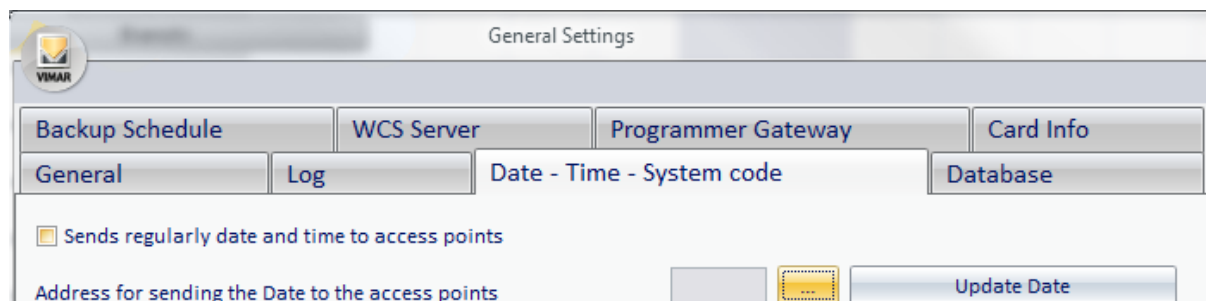 General Settings
VIMAR
Backup Schedule WCS Server Programmer Gateway Card Info
General Log Date - Time - System code Database
Sends regularly date and time to access points
Address for sending the Date to the access points ... Update Date